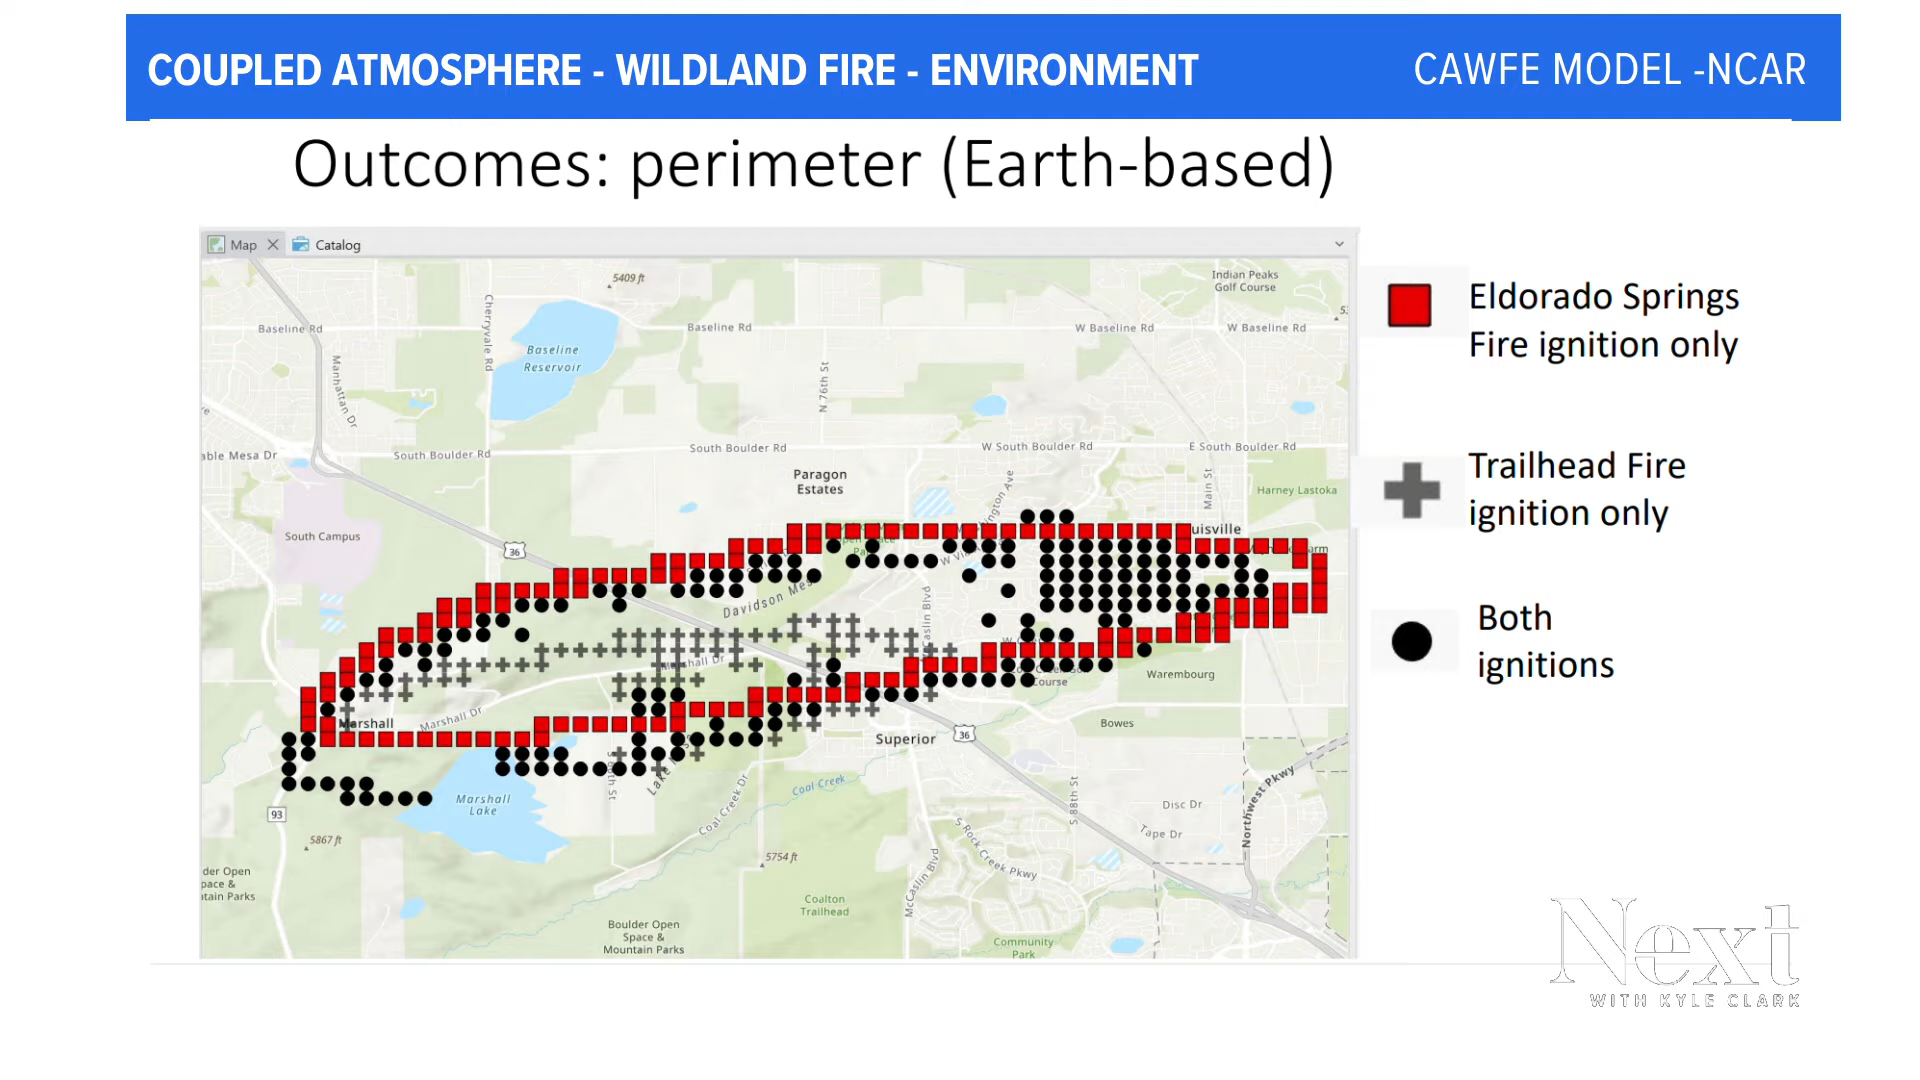 COUPLED ATMOSPHERE - WILDLAND FIRE - ENVIRONMENT
CAWFE MODEL -NCAR
Outcomes: perimeter (Earth-based)
Map
Catalog
5409 ft
Indian Peaks
Golf Course
Baseline Rd
Cherryvale Rd
Baseline Rd
W Baseline Rd
W Baseline Rd
Baseline
Reservoir
Manhattan Dr
N 76th St
able Mesa Dr
South Boulder Rd
South Boulder Rd
W South Boulder Rd
E South Boulder Rd
Paragon
Estates
Main St
Harney Lastoka
South Campus
36
uisville
Davidson Mes
Marshall Dr
Marshall
Marshall Dr
Course
Warembourg
Bowes
Superior
36
Marshall
Lake
Coal Creek Dr
Coal Creek
S 88th St
Disc Dr
Tape Dr
Northwest Pkwy
93
5867 ft
5754 ft
S Rock Creek Pkwy
McCaslin Blvd
der Open
pace &
tain Parks
Coalton
Trailhead
Boulder Open
Space &
Mountain Parks
Community
Park
Eldorado Springs
Fire ignition only
Trailhead Fire
ignition only
Both
ignitions
Next
WITH KYLE CLARK